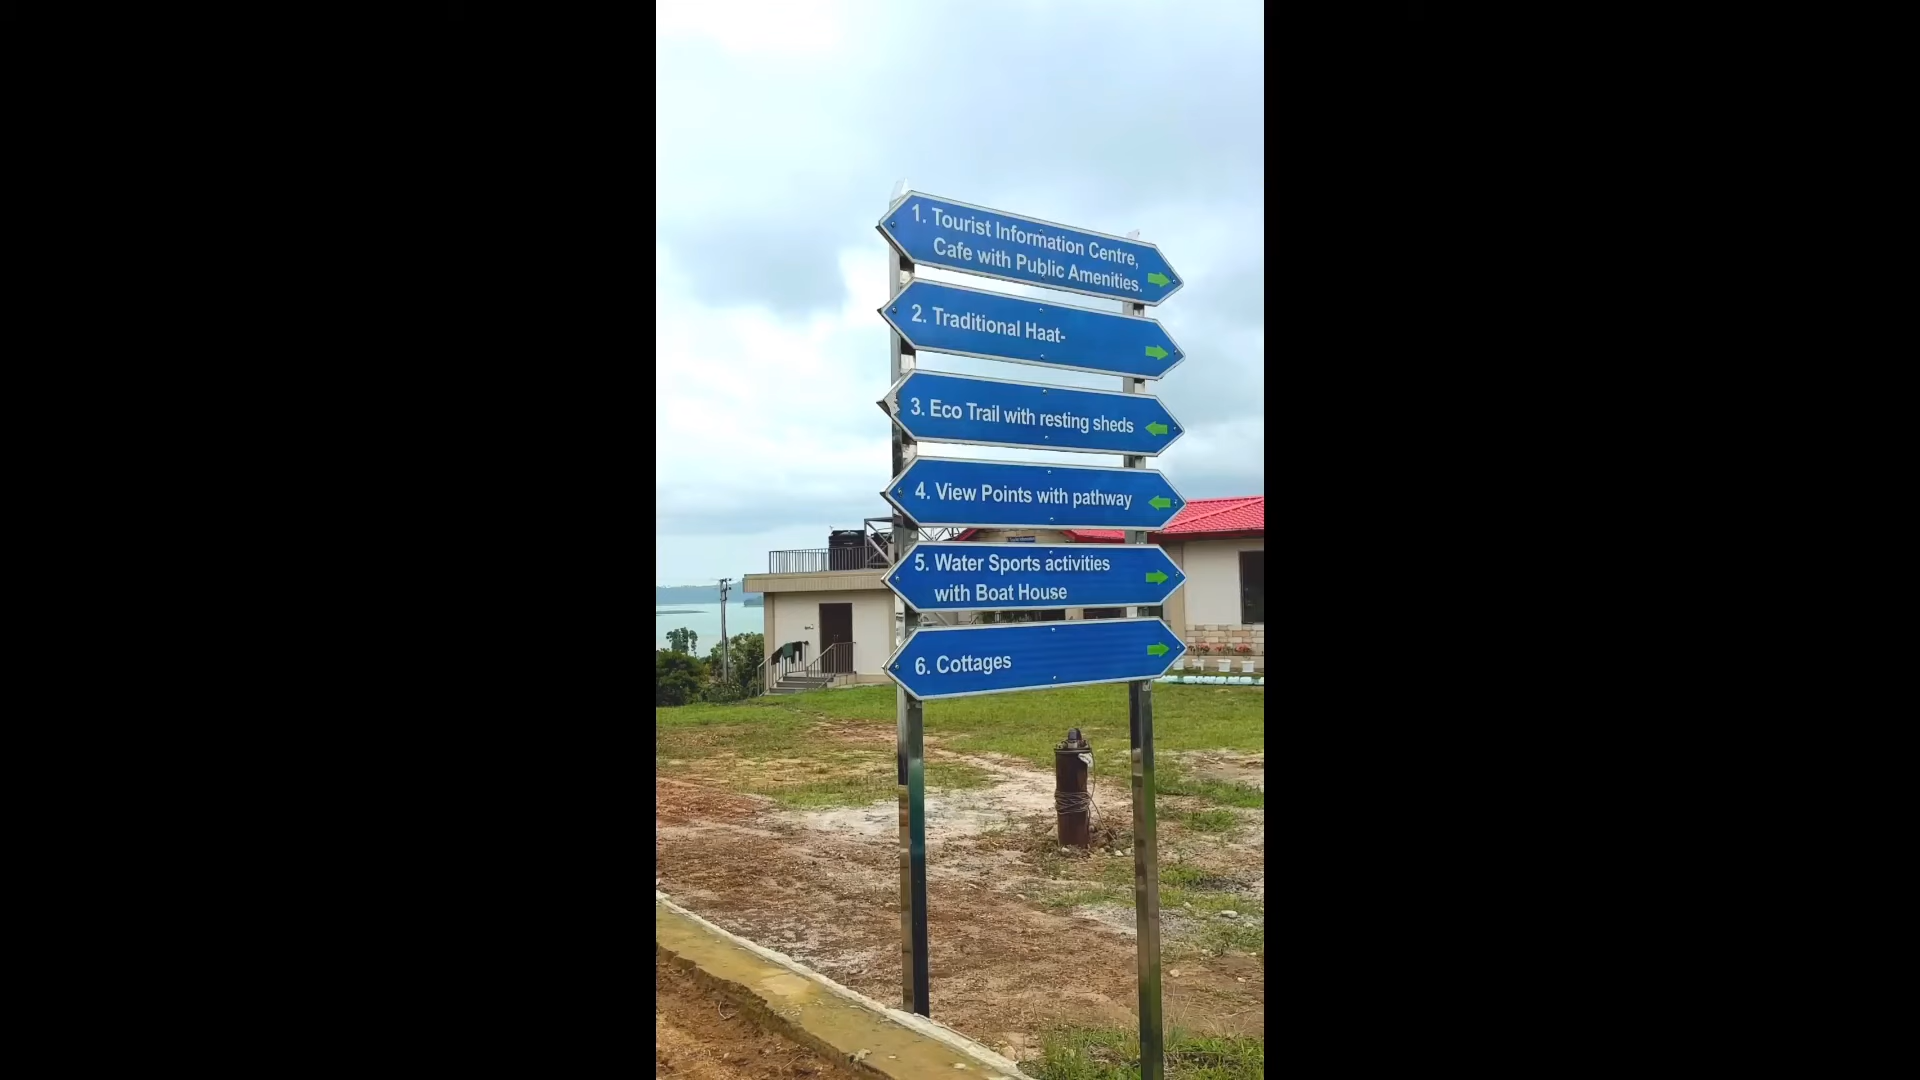 1. Tourist Information Centre,
Cafe with Public Amenities.
2. Traditional Haat-
3. Eco Trail with resting sheds
4. View Points with pathway
5. Water Sports activities
with Boat House
6. Cottages